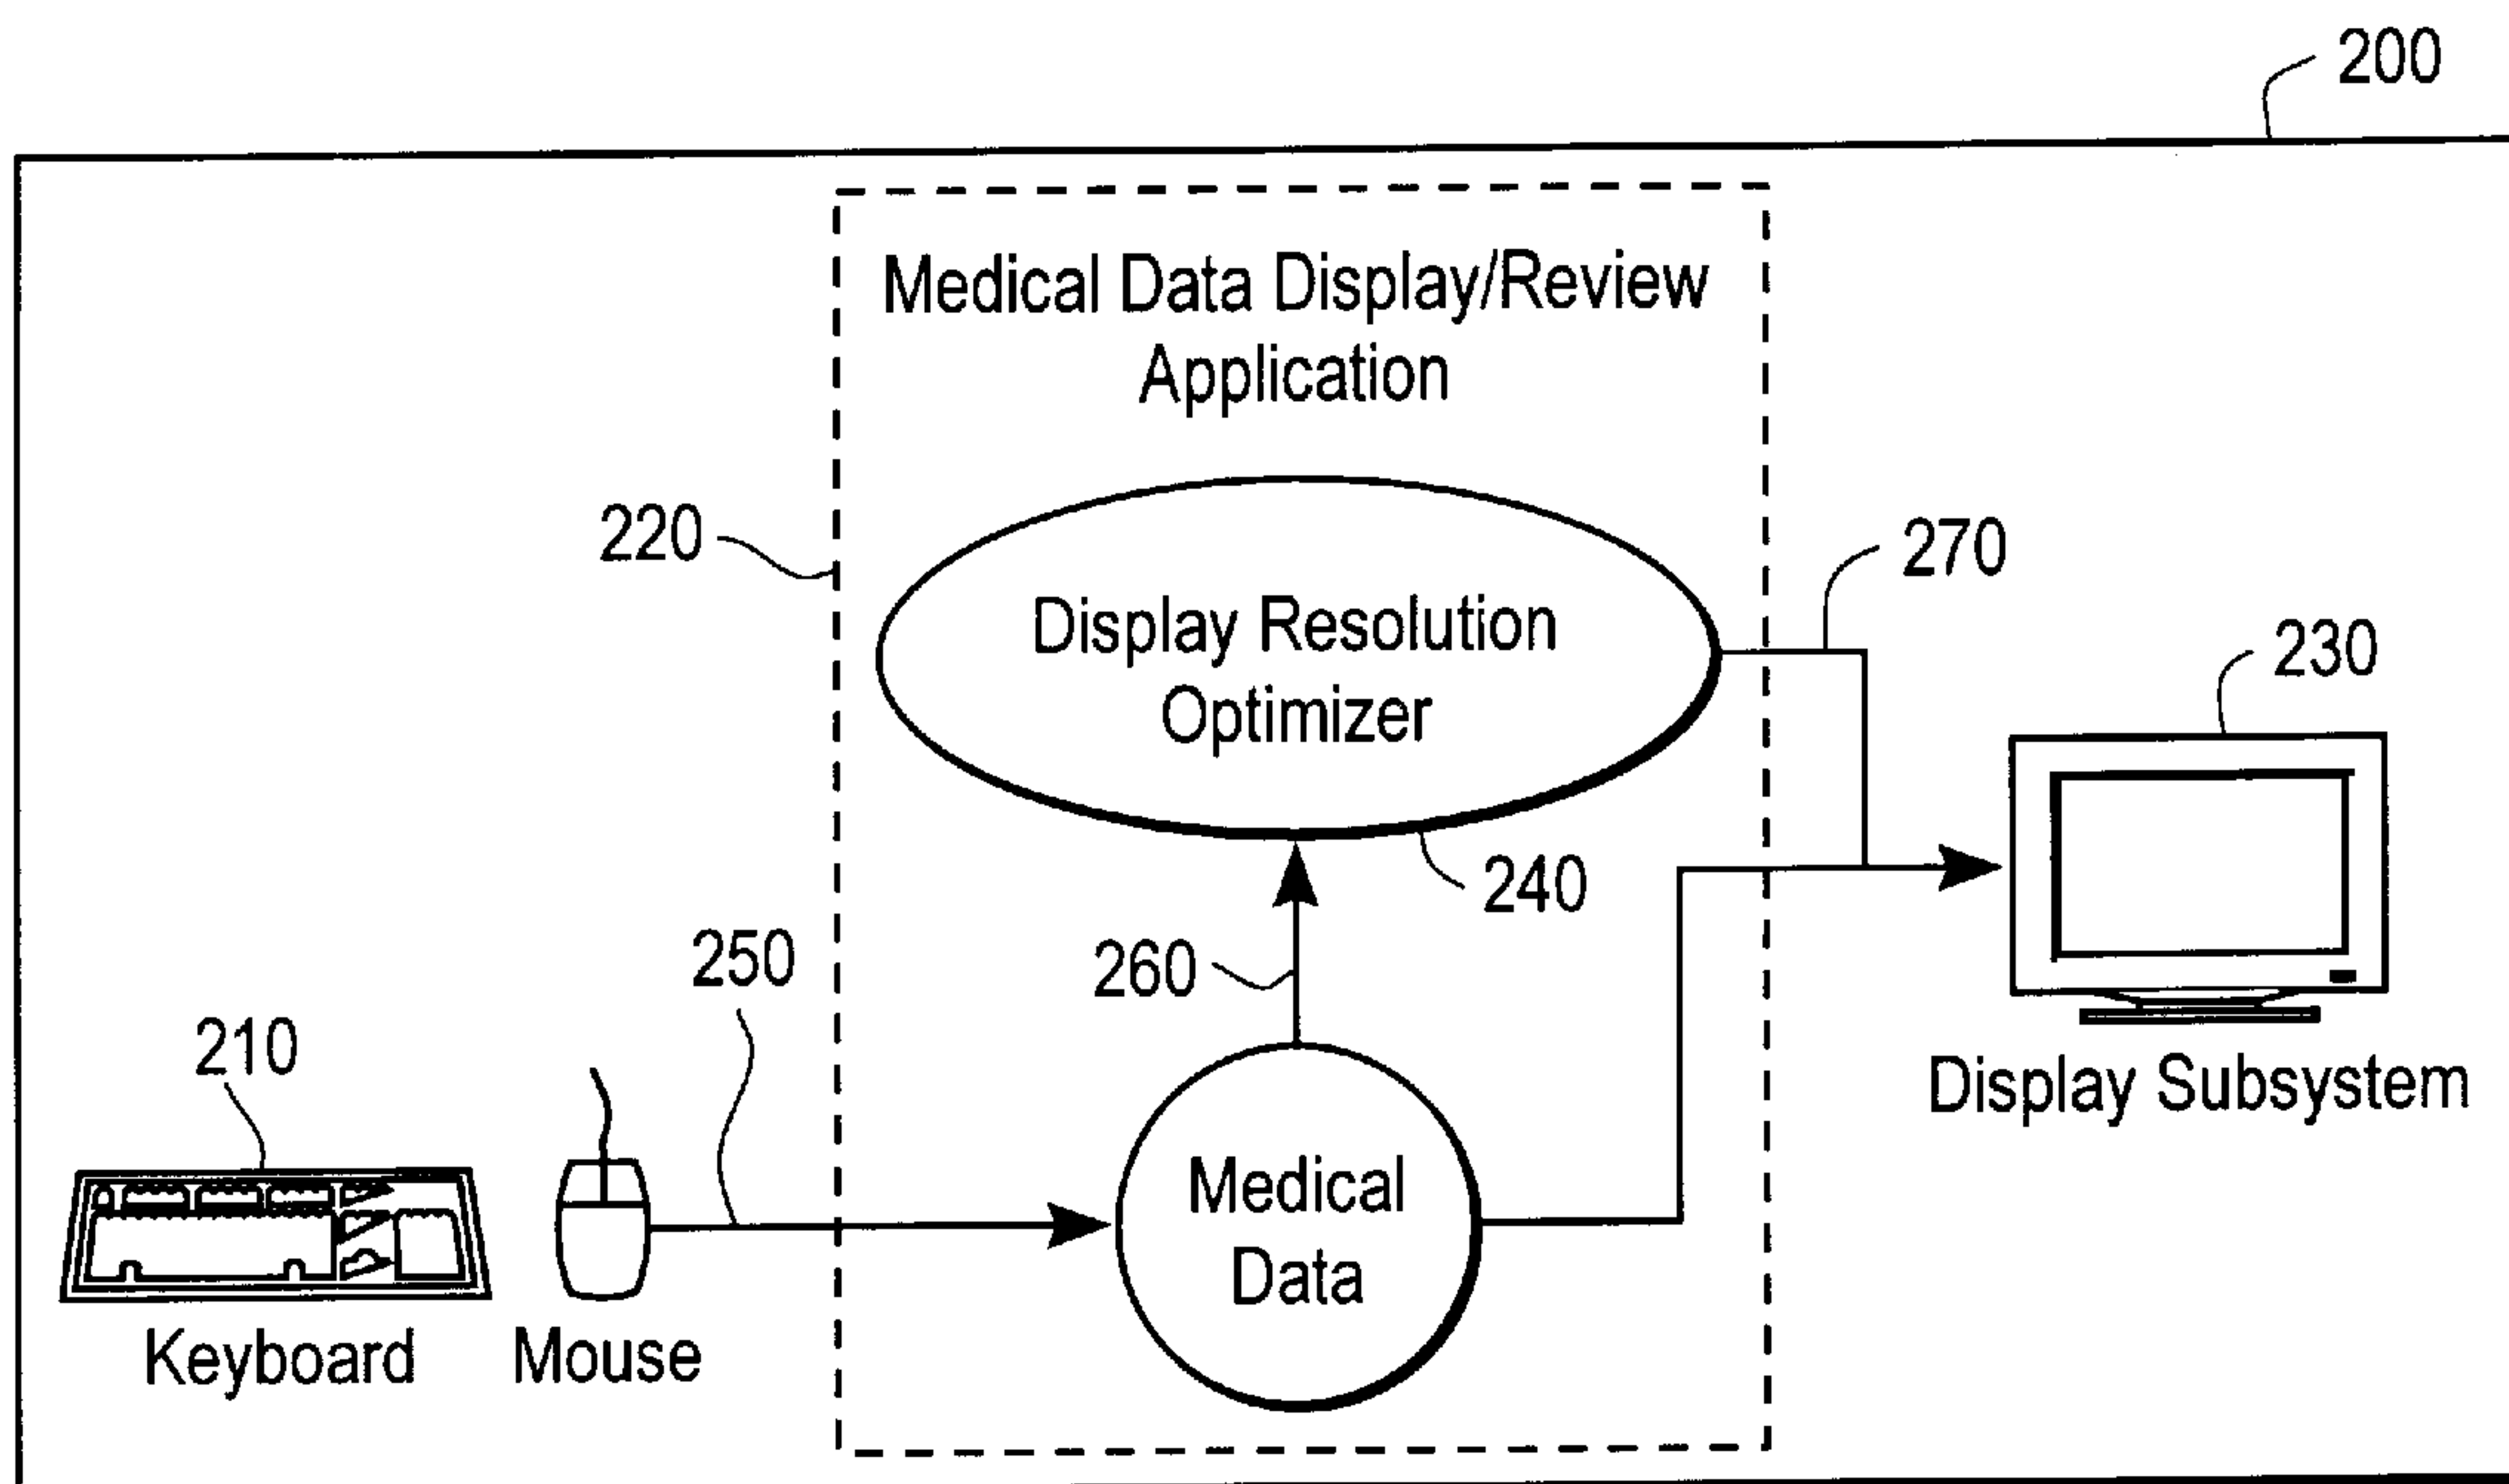 200
Medical Data Display/Review
Application
220
270
Display Resolution
Optimizer
230
240
250
260
210
Display Subsystem
Medical
Data
Keyboard
Mouse